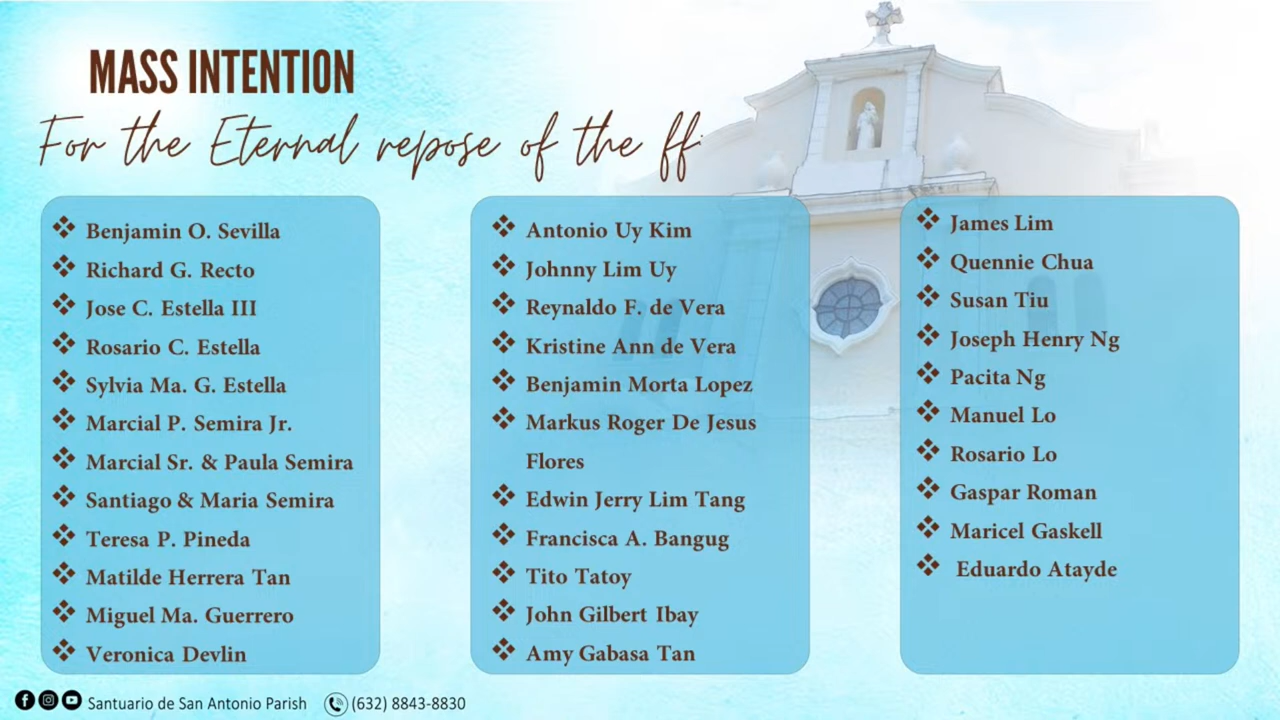 MASS INTENTION
For the Eternal repose of the ff:
Benjamin O. Sevilla
Richard G. Recto
Jose C. Estella III
Rosario C. Estella
Sylvia Ma. G. Estella
Marcial P. Semira Jr.
Marcial Sr. & Paula Semira
Santiago & Maria Semira
Teresa P. Pineda
Matilde Herrera Tan
Miguel Ma. Guerrero
Veronica Devlin
Antonio Uy Kim
Johnny Lim Uy
Reynaldo F. de Vera
Kristine Ann de Vera
Benjamin Morta Lopez
Markus Roger De Jesus
Flores
Edwin Jerry Lim Tang
Francisca A. Bangug
Tito Tatoy
John Gilbert Ibay
Amy Gabasa Tan
James Lim
Quennie Chua
Susan Tiu
Joseph Henry Ng
Pacita Ng
Manuel Lo
Rosario Lo
Gaspar Roman
Maricel Gaskell
Eduardo Atayde
Santuario de San Antonio Parish (632) 8843-8830